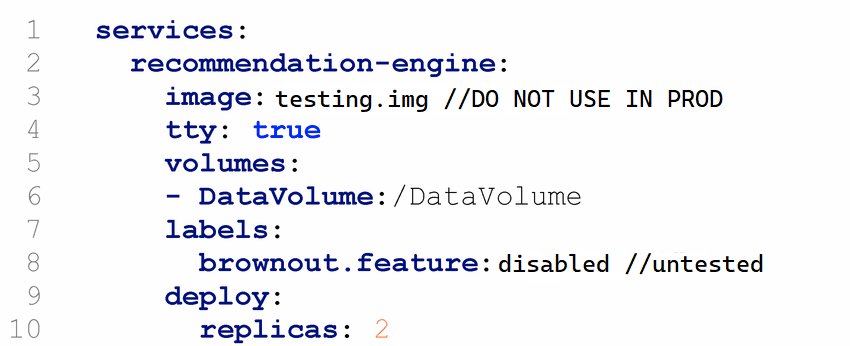 1 services:
2 recommendation-engine:
3 image: testing.img //DO NOT USE IN PROD
4 tty: true
5 volumes:
6 - DataVolume:/DataVolume
7 labels:
8 brownout.feature: disabled //untested
9 deploy:
10 replicas: 2